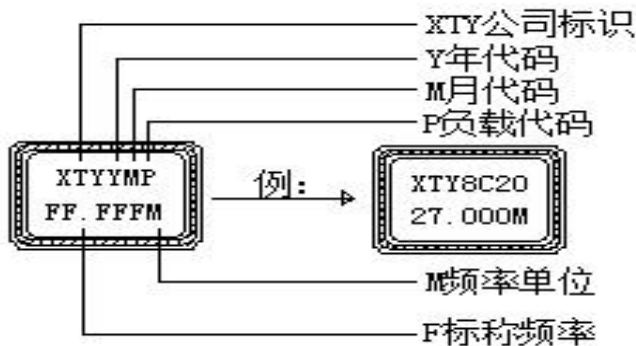 XTY公司标识
Y年代码
M月代码
P负载代码
XTYYMP
FF.FFFM
例:
XTY8C20
27.000M
M频率单位
F标称频率